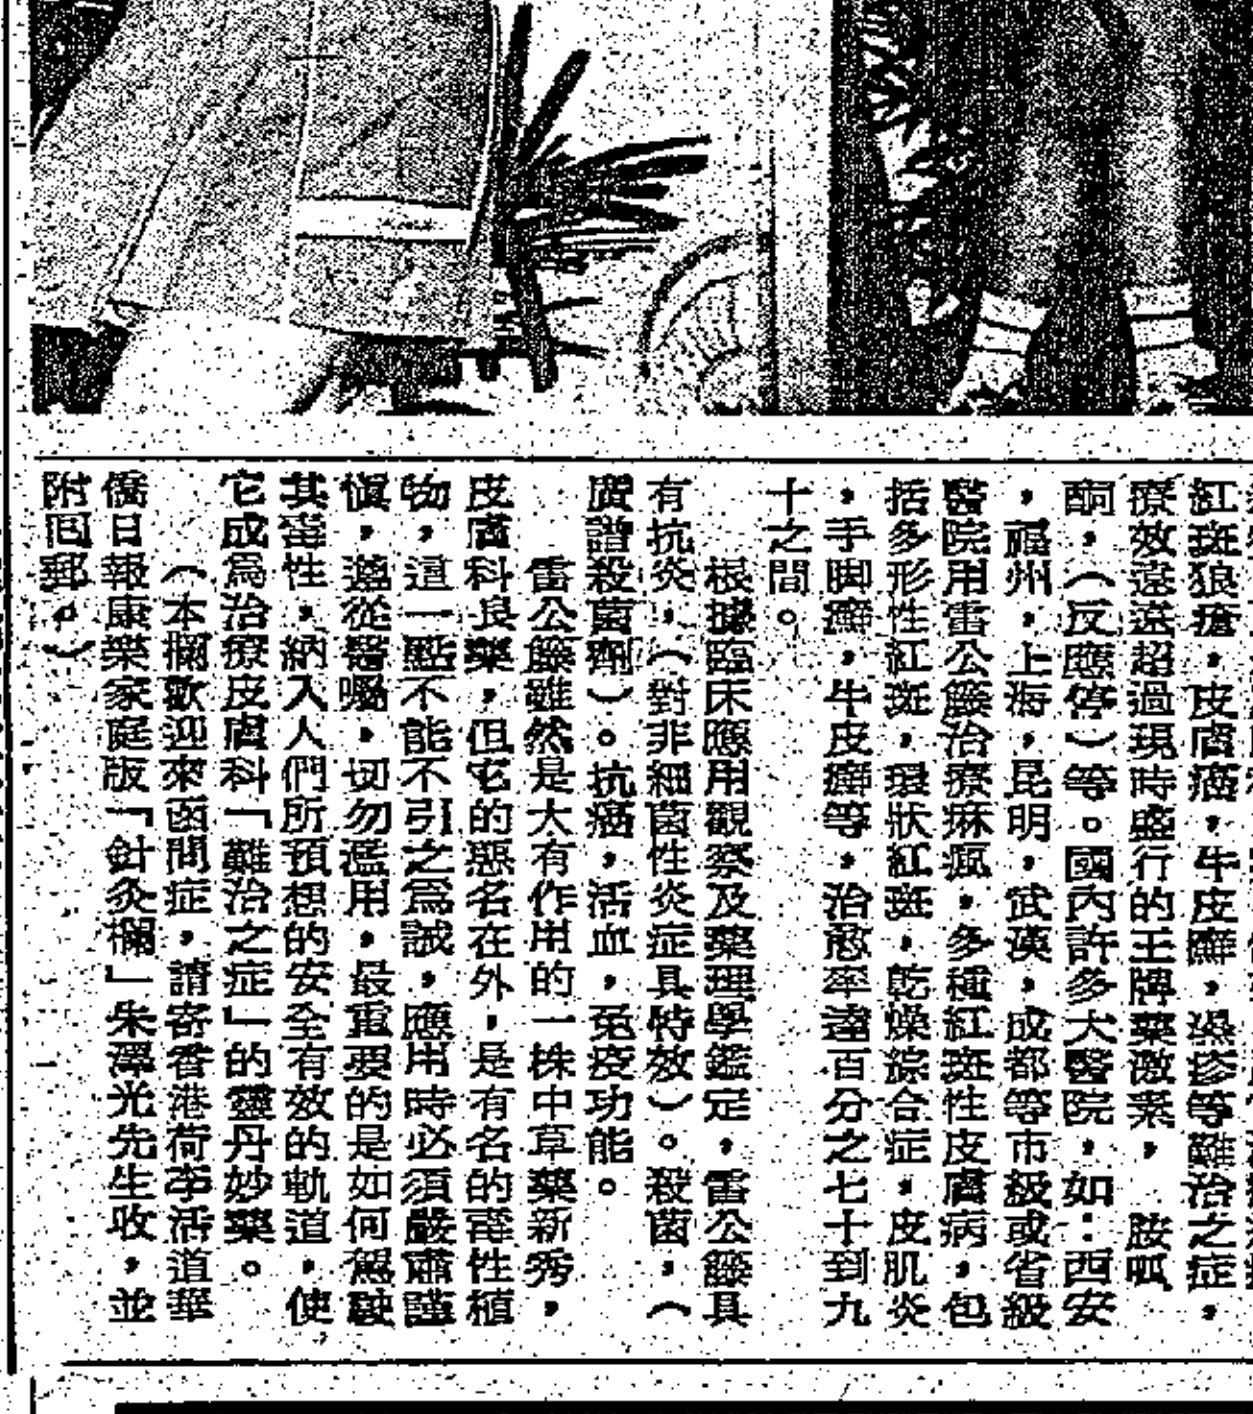 紅斑狼瘡，皮膚癌，牛皮癬，濕疹等難治之症，
療效遠遠超過現時盛行的王牌藥激素，　胺呱
酮，（反應停）等。國內許多大醫院，如：西安
，福州，上海，昆明，武漢，成都等市級或省級
醫院用雷公籐治療麻瘋，多種紅斑性皮膚病，包
括多形性紅斑，環狀紅斑，乾燥綜合症，皮肌炎
，手脚癬，牛皮癬等，治愈率達百分之七十到九
十之間。
根據臨床應用觀察及藥理學鑑定，雷公籐具
有抗炎，（對非細菌性炎症具特效）。殺菌，（
廣譜殺菌劑）。抗癌，活血，免疫功能。
雷公籐雖然是大有作用的一株中草藥新秀，
皮膚科良藥，但它的惡名在外，是有名的毒性植
物，這一點不能不引之爲誡，應用時必須嚴肅謹
愼，遵從醫囑，切勿濫用，最重要的是如何駕駛
其毒性，納入人們所預想的安全有效的軌道，使
它成爲治療皮膚科「難治之症」的靈丹妙藥。
（本欄歡迎來函問症，請寄香港荷李活道華
僑日報康樂家庭版「針灸欄」朱澤光先生收，並
附囘郵。）